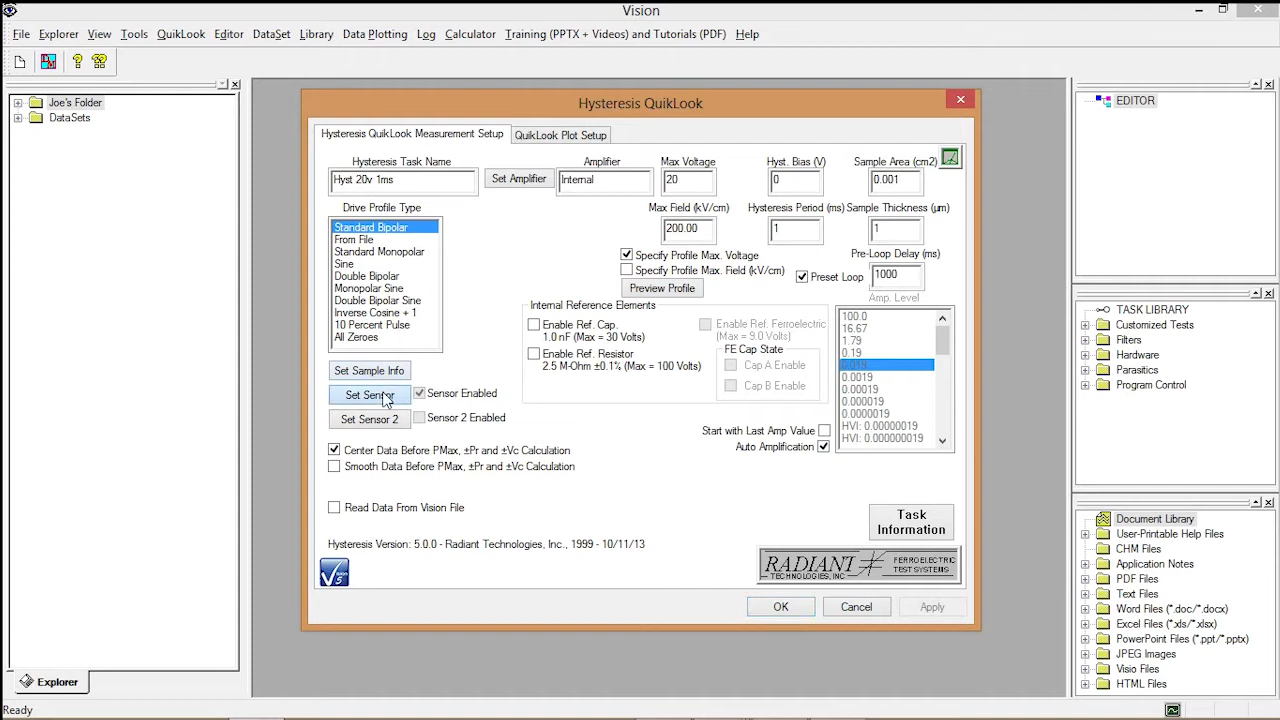 Vision
File Explorer View Tools QuikLook Editor DataSet Library Data Plotting Log Calculator Training (PPTX + Videos) and Tutorials (PDF) Help
Joe's Folder
DataSets
Explorer
Ready
Hysteresis QuikLook
Hysteresis QuikLook Measurement Setup
QuikLook Plot Setup
Hysteresis Task Name
Hyst 20v 1ms
Set Amplifier
Amplifier
Internal
Max Voltage
20
Hyst. Bias (V)
0
Sample Area (cm2)
0.001
Drive Profile Type
Standard Bipolar
From File
Standard Monopolar
Sine
Double Bipolar
Monopolar Sine
Double Bipolar Sine
Inverse Cosine + 1
10 Percent Pulse
All Zeroes
Max Field (kV/cm)
200.00
Hysteresis Period (ms)
1
Sample Thickness (µm)
1
Specify Profile Max. Voltage
Specify Profile Max. Field (kV/cm)
Preview Profile
Pre-Loop Delay (ms)
Preset Loop
1000
Amp. Level
100.0
16.67
1.79
0.19
0.0019
0.00019
0.000019
0.0000019
HVI: 0.00000019
HVI: 0.000000019
Internal Reference Elements
Enable Ref. Cap.
1.0 nF (Max = 30 Volts)
Enable Ref. Resistor
2.5 M-Ohm ±0.1% (Max = 100 Volts)
Enable Ref. Ferroelectric
(Max = 9.0 Volts)
FE Cap State
Cap A Enable
Cap B Enable
Set Sample Info
Set Sensor
Sensor Enabled
Set Sensor 2
Sensor 2 Enabled
Start with Last Amp Value
Auto Amplification
Center Data Before PMax, ±Pr and ±Vc Calculation
Smooth Data Before PMax, ±Pr and ±Vc Calculation
Read Data From Vision File
Task
Information
Hysteresis Version: 5.0.0 - Radiant Technologies, Inc., 1999 - 10/11/13
RADIANT
TECHNOLOGIES, INC
FERROELECTRIC
TEST SYSTEMS
OK
Cancel
Apply
EDITOR
TASK LIBRARY
Customized Tests
Filters
Hardware
Parasitics
Program Control
Document Library
User-Printable Help Files
CHM Files
Application Notes
PDF Files
Text Files
Word Files (*.doc/*.docx)
Excel Files (*.xls/*.xlsx)
PowerPoint Files (*.ppt/*.pptx)
JPEG Images
Visio Files
HTML Files